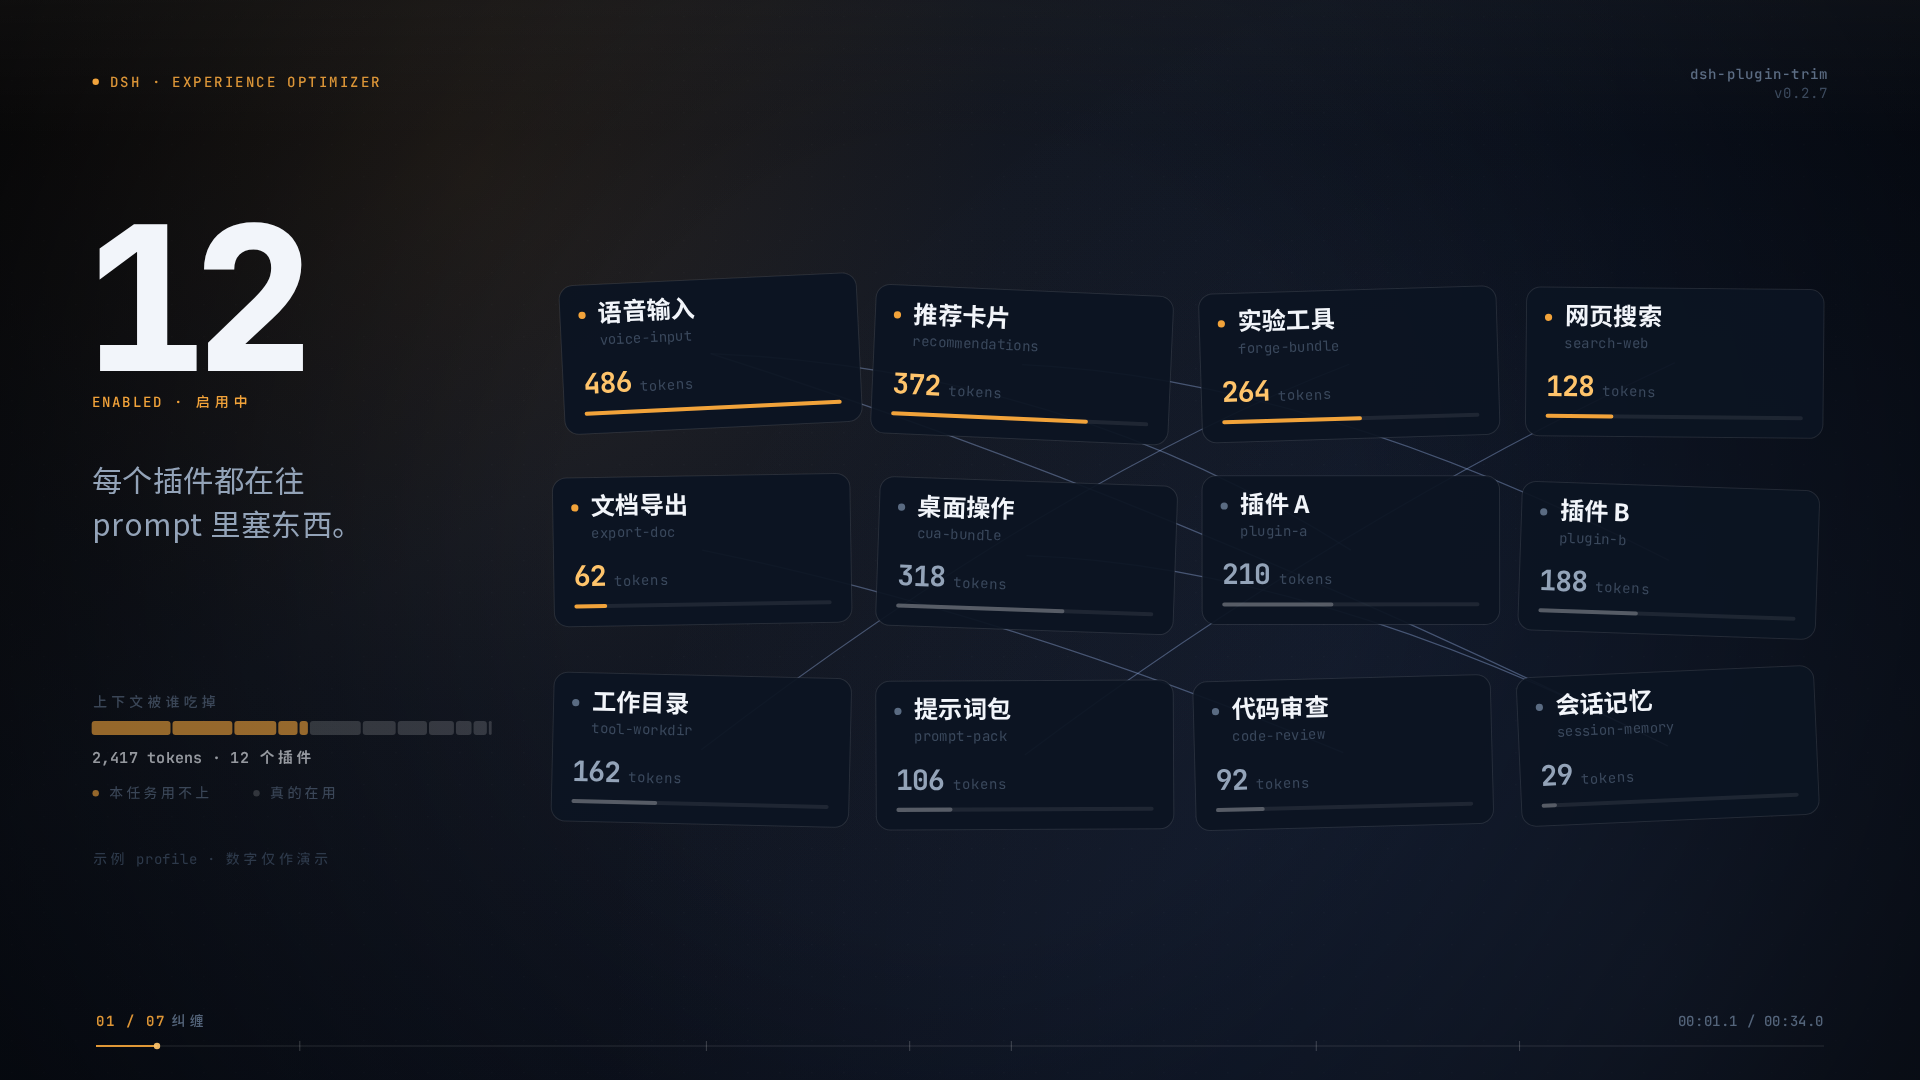 DSH · EXPERIENCE OPTIMIZER
dsh-plugin-trim
v0.2.7
12
ENABLED · 启用中
每个插件都在往
prompt 里塞东西。
上下文被谁吃掉
2,417 tokens · 12 个插件
本任务用不上 真的在用
示例 profile · 数字仅作演示
语音输入
voice-input
486 tokens
推荐卡片
recommendations
372 tokens
实验工具
forge-bundle
264 tokens
网页搜索
search-web
128 tokens
文档导出
export-doc
62 tokens
桌面操作
cua-bundle
318 tokens
插件 A
plugin-a
210 tokens
插件 B
plugin-b
188 tokens
工作目录
tool-workdir
162 tokens
提示词包
prompt-pack
106 tokens
代码审查
code-review
92 tokens
会话记忆
session-memory
29 tokens
01 / 07 纠缠
00:01.1 / 00:34.0